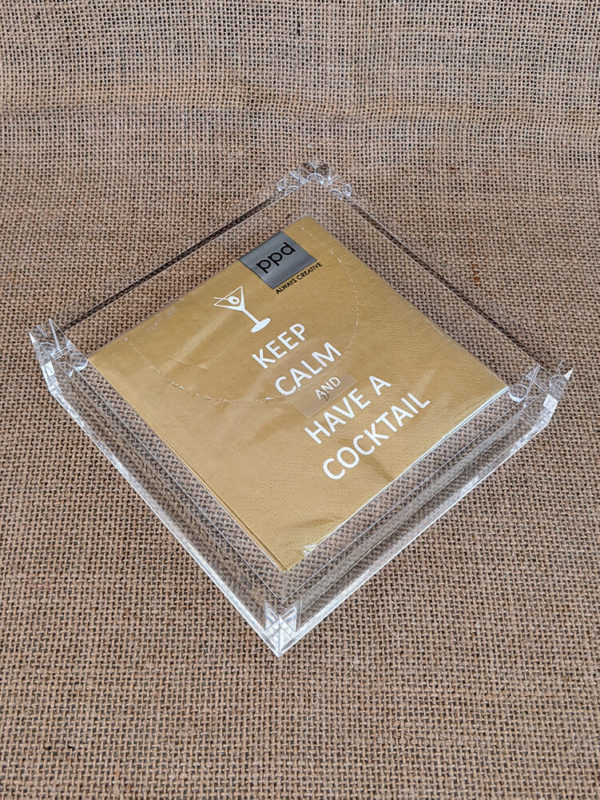 ppd
ALWAYS CREATIVE
KEEP
CALM
AND
HAVE A
COCKTAIL